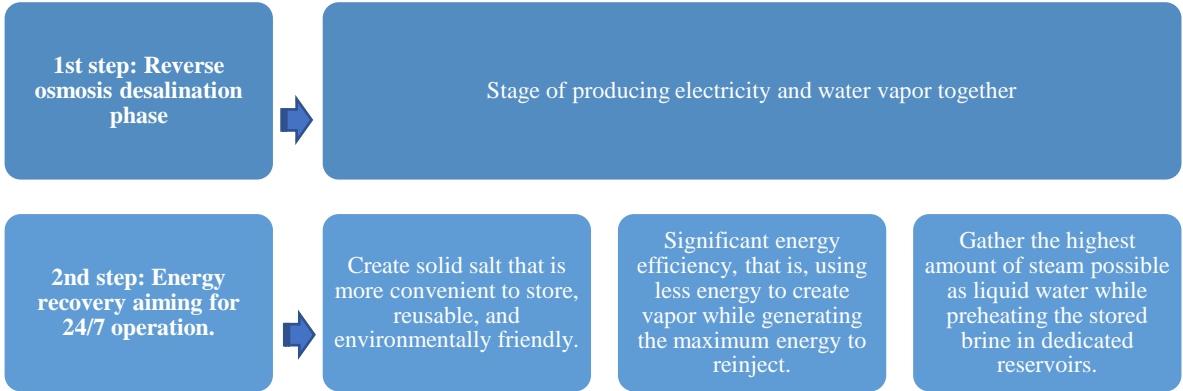 1st step: Reverse
osmosis desalination
phase
Stage of producing electricity and water vapor together
2nd step: Energy
recovery aiming for
24/7 operation.
Create solid salt that is
more convenient to store,
reusable, and
environmentally friendly.
Significant energy
efficiency, that is, using
less energy to create
vapor while generating
the maximum energy to
reinject.
Gather the highest
amount of steam possible
as liquid water while
preheating the stored
brine in dedicated
reservoirs.